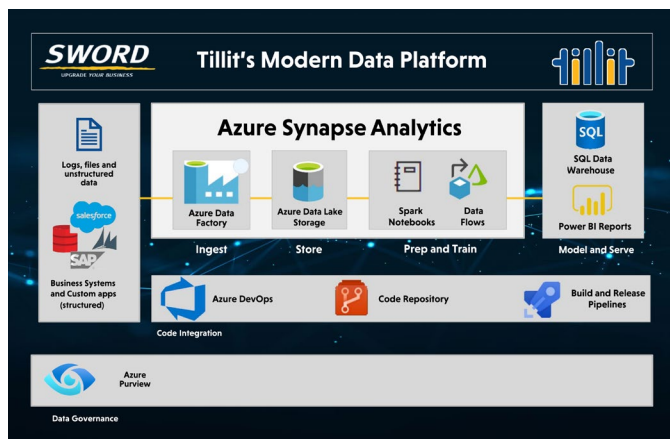 SWORD
UPGRADE YOUR BUSINESS
Tillit's Modern Data Platform
tillit
Logs, files and
unstructured
data
salesforce
SAP
Business Systems
and Custom apps
(structured)
Azure Synapse Analytics
Azure Data
Factory
Azure Data Lake
Storage
Spark
Notebooks
Data
Flows
Ingest
Store
Prep and Train
SQL
SQL Data
Warehouse
Power BI Reports
Model and Serve
Azure DevOps
Code Repository
Build and Release
Pipelines
Code Integration
Azure
Purview
Data Governance